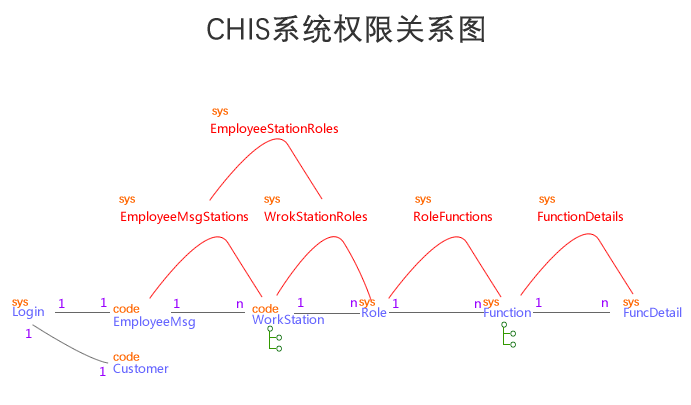 CHIS系统权限关系图
sys
EmployeeStationRoles
sys
EmployeeMsgStations
sys
WrokStationRoles
sys
RoleFunctions
sys
FunctionDetails
sys
Login
1
1
code
EmployeeMsg
1
n
code
WorkStation
1
n
sys
Role
1
n
sys
Function
1
n
sys
FuncDetail
1
1
code
Customer